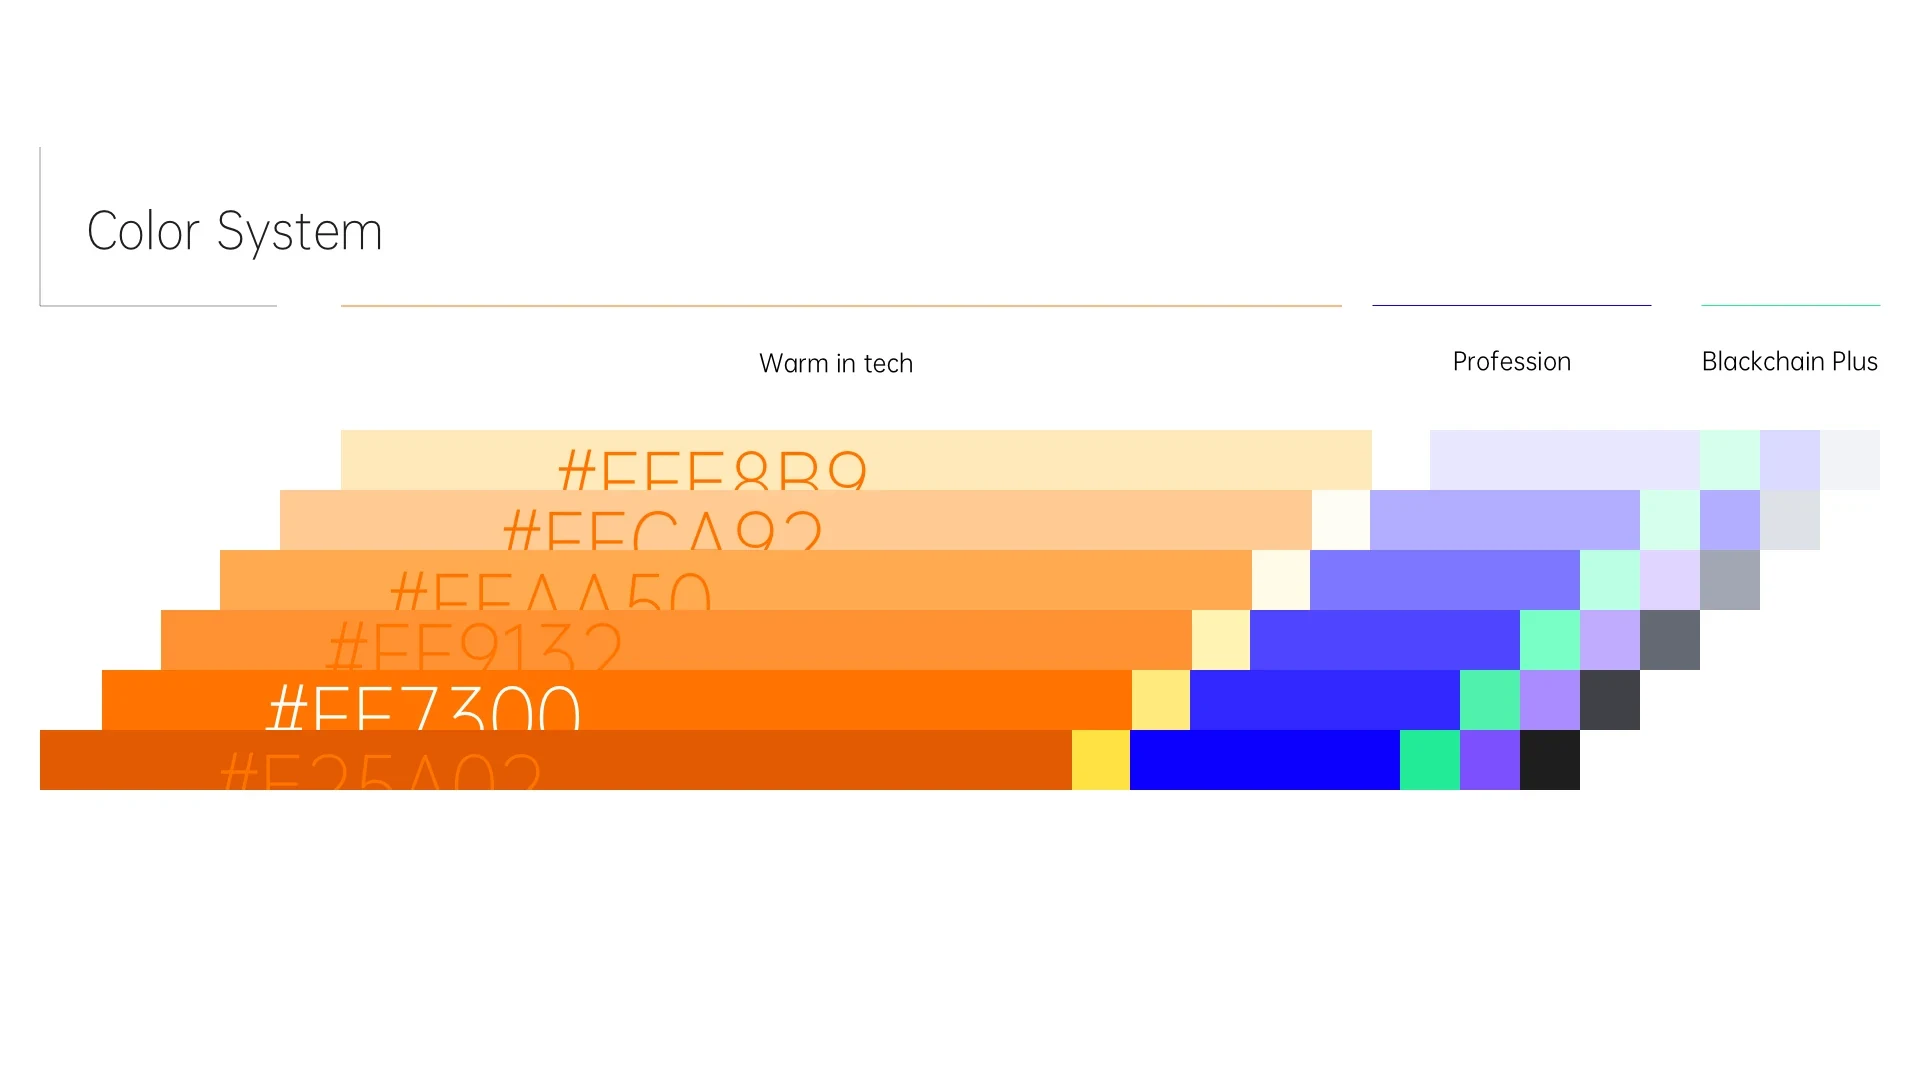 Color System
Warm in tech
Profession
Blackchain Plus
#FFE8B9
#FFCA92
#FFAA50
#FF9132
#FF7300
#E25A02